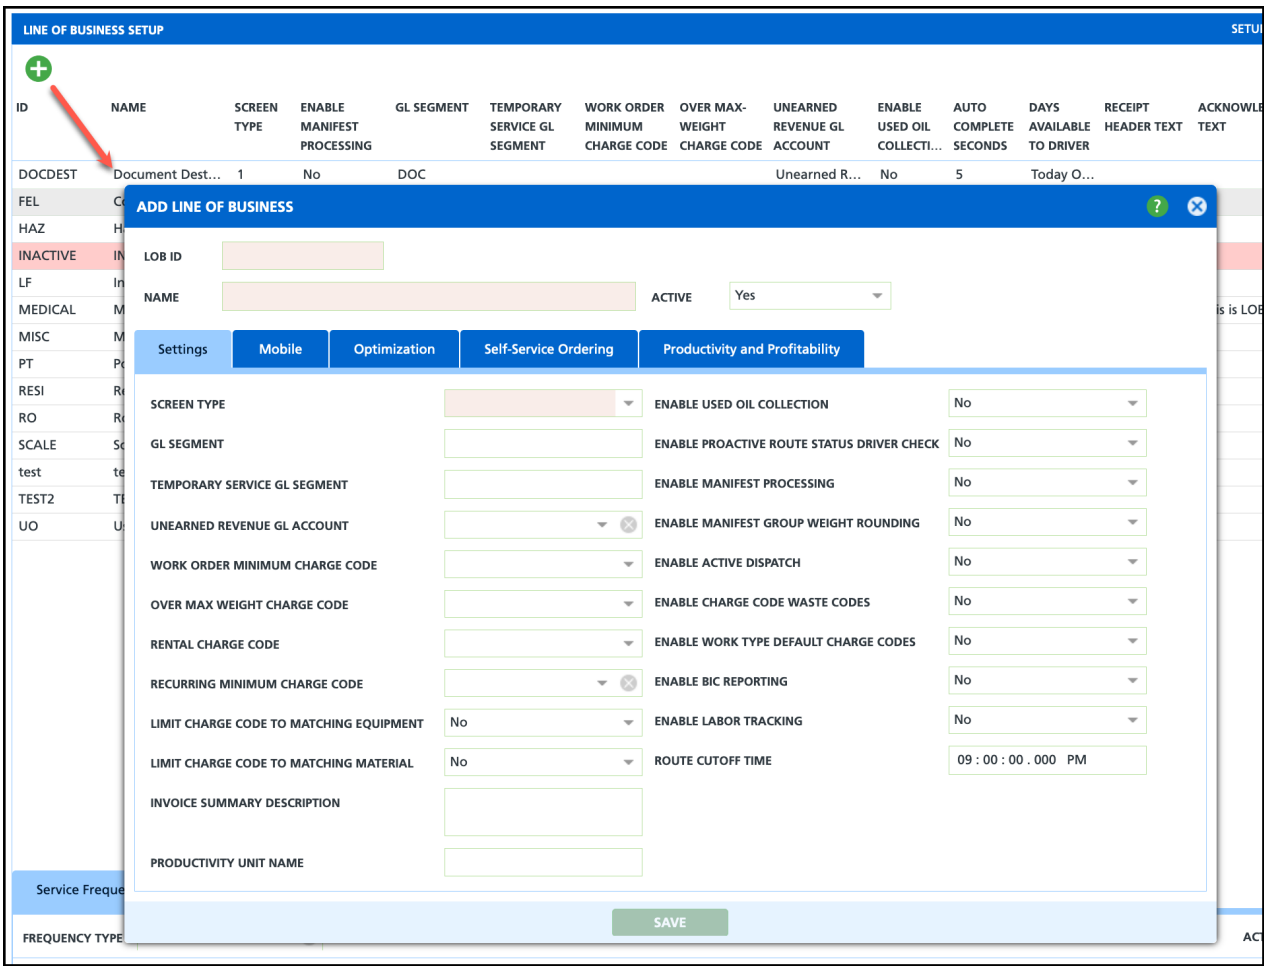 LINE OF BUSINESS SETUP
SETU
ID NAME SCREEN TYPE ENABLE MANIFEST PROCESSING GL SEGMENT TEMPORARY SERVICE GL SEGMENT WORK ORDER MINIMUM CHARGE CODE OVER MAX-WEIGHT CHARGE CODE UNEARNED REVENUE GL ACCOUNT ENABLE USED OIL COLLECTI... AUTO COMPLETE SECONDS DAYS AVAILABLE TO DRIVER RECEIPT HEADER TEXT ACKNOWLE TEXT
DOCDEST Document Dest... 1 No DOC Unearned R... No 5 Today O...
FEL
HAZ
INACTIVE IN
LF In
MEDICAL M is is LOE
MISC M
PT
RESI
RO
SCALE
test te
TEST2
UO
ADD LINE OF BUSINESS ?
LOB ID
NAME ACTIVE Yes
Settings Mobile Optimization Self-Service Ordering Productivity and Profitability
SCREEN TYPE ENABLE USED OIL COLLECTION No
GL SEGMENT ENABLE PROACTIVE ROUTE STATUS DRIVER CHECK No
TEMPORARY SERVICE GL SEGMENT ENABLE MANIFEST PROCESSING No
UNEARNED REVENUE GL ACCOUNT ENABLE MANIFEST GROUP WEIGHT ROUNDING No
WORK ORDER MINIMUM CHARGE CODE ENABLE ACTIVE DISPATCH No
OVER MAX WEIGHT CHARGE CODE ENABLE CHARGE CODE WASTE CODES No
RENTAL CHARGE CODE ENABLE WORK TYPE DEFAULT CHARGE CODES No
RECURRING MINIMUM CHARGE CODE ENABLE BIC REPORTING No
LIMIT CHARGE CODE TO MATCHING EQUIPMENT No ENABLE LABOR TRACKING No
LIMIT CHARGE CODE TO MATCHING MATERIAL No ROUTE CUTOFF TIME 09 : 00 : 00 . 000 PM
INVOICE SUMMARY DESCRIPTION
PRODUCTIVITY UNIT NAME
SAVE
Service Freque
FREQUENCY TYPE ACT